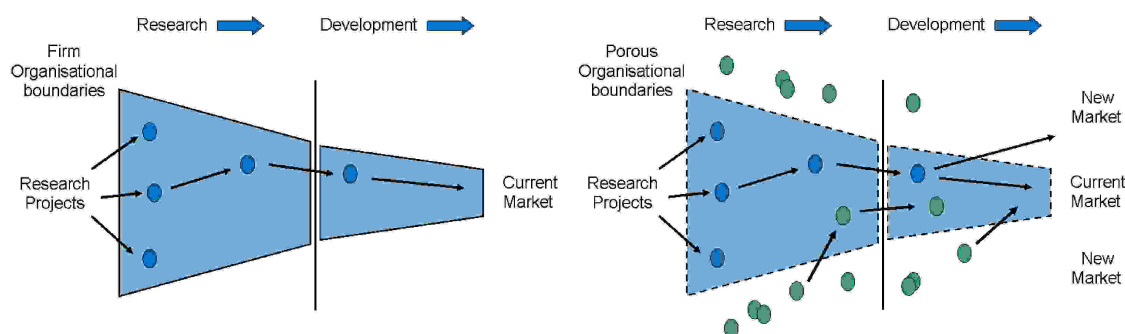 Research
Development
Firm
Organisational
boundaries
Research
Projects
Current
Market
Research
Development
Porous
Organisational
boundaries
New
Market
Research
Projects
Current
Market
New
Market